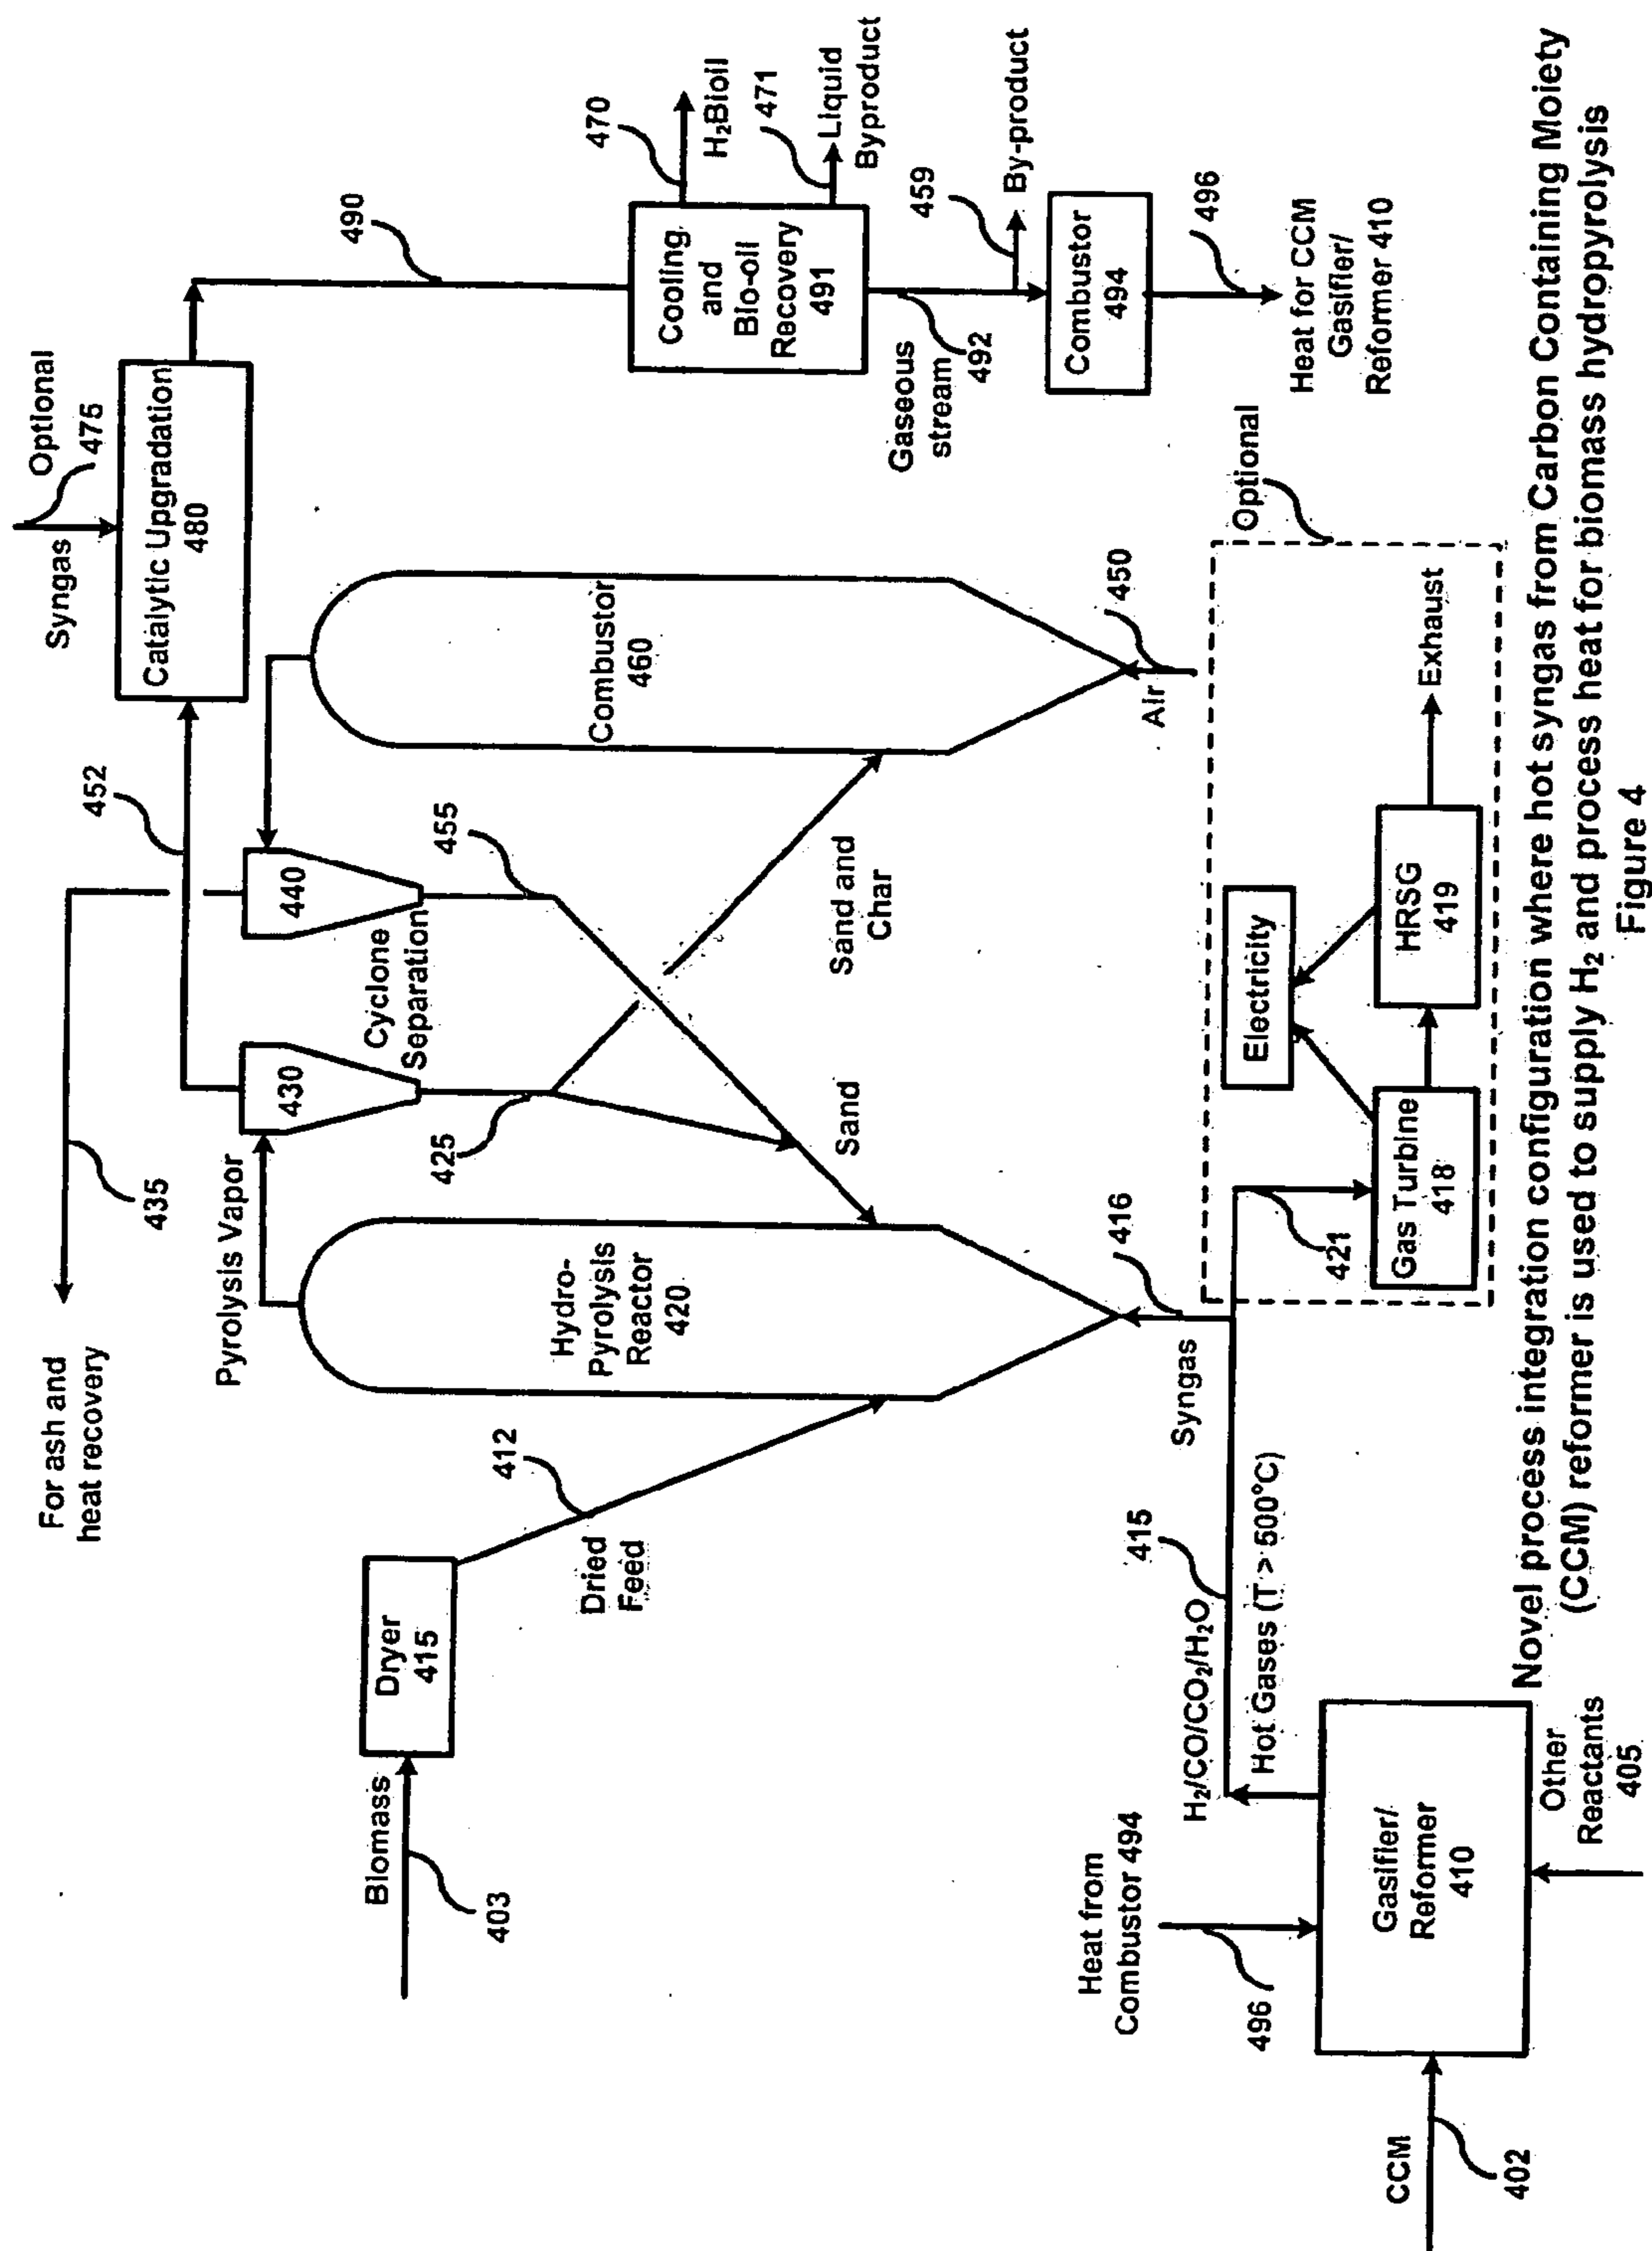 For ash and
heat recovery
435
452
Syngas
Optional
475
Catalytic Upgradation
480
490
Pyrolysis Vapor
430
440
Cyclone
Separation
425
455
Combustor
460
Sand and
Char
Sand
Air
450
Hydro-
Pyrolysis
Reactor
420
Biomass
403
Dryer
415
Dried
Feed
412
Cooling
and
Bio-oil
Recovery
491
470
H₂Bioil
471
Liquid
Byproduct
Gaseous
stream
492
459
By-product
Combustor
494
496
Heat for CCM
Gasifier/
Reformer 410
Syngas
416
421
Optional
Electricity
Gas Turbine
418
HRSG
419
Exhaust
H₂/CO/CO₂/H₂O
415
Hot Gases (T > 500°C)
Heat from
Combustor 494
496
Gasifier/
Reformer
410
CCM
402
Other
Reactants
405
Novel process integration configuration where hot syngas from Carbon Containing Moiety
(CCM) reformer is used to supply H₂ and process heat for biomass hydropyrolysis
Figure 4